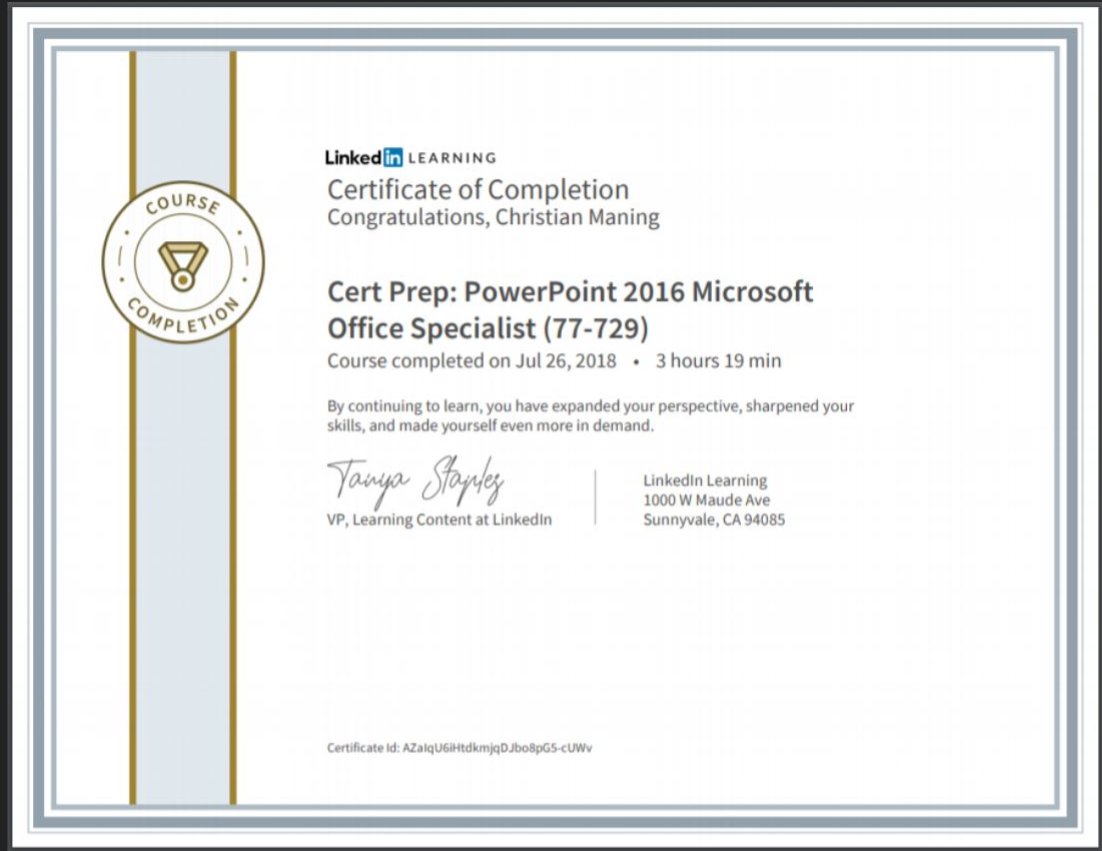 COURSE
COMPLETION
Linked in LEARNING
Certificate of Completion
Congratulations, Christian Maning
Cert Prep: PowerPoint 2016 Microsoft
Office Specialist (77-729)
Course completed on Jul 26, 2018 • 3 hours 19 min
By continuing to learn, you have expanded your perspective, sharpened your
skills, and made yourself even more in demand.
Tanya Staples
VP, Learning Content at LinkedIn
LinkedIn Learning
1000 W Maude Ave
Sunnyvale, CA 94085
Certificate Id: AZaIqU6iHtdkmjqDJbo8pG5-cUWv